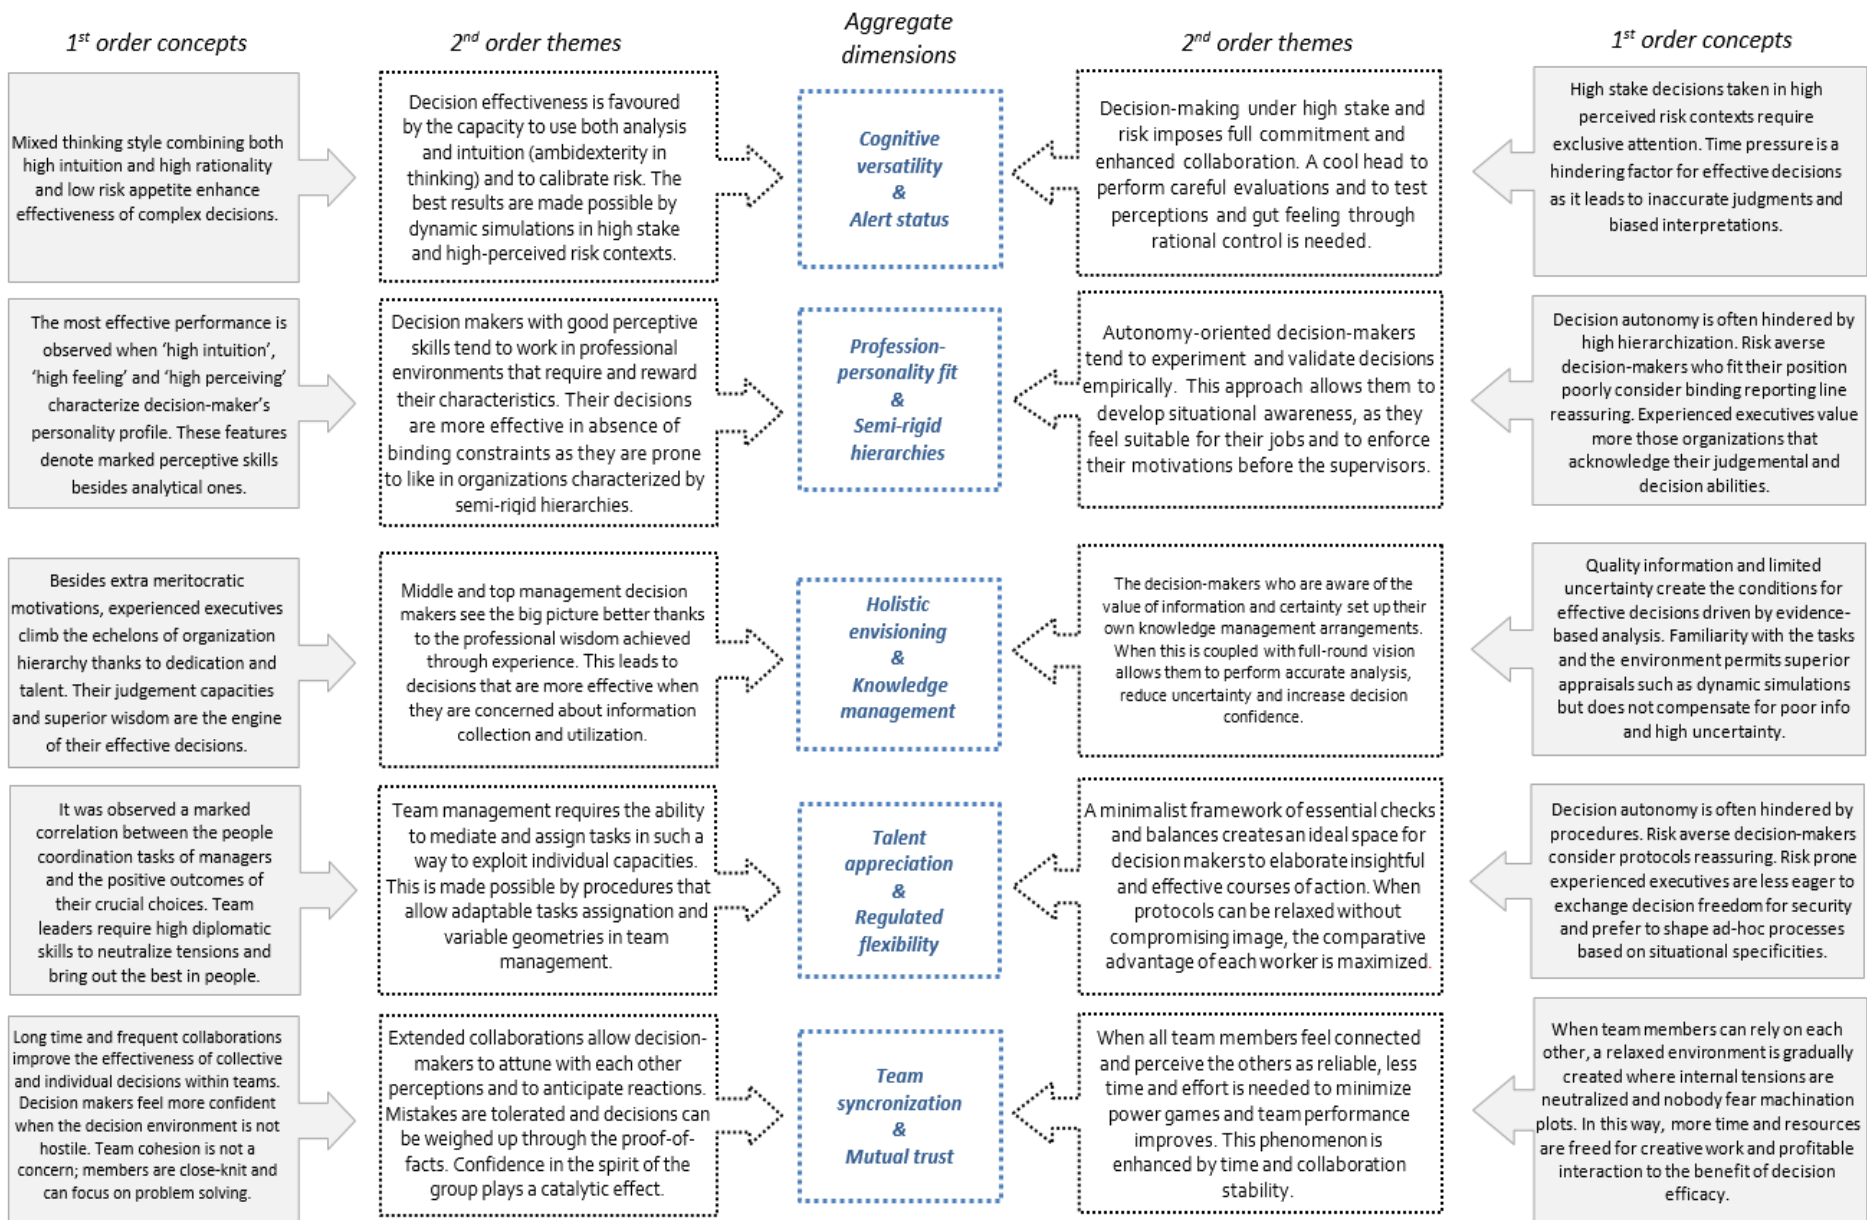 1st order concepts
2nd order themes
Aggregate
dimensions
2nd order themes
1st order concepts
Mixed thinking style combining both
high intuition and high rationality
and low risk appetite enhance
effectiveness of complex decisions.
Decision effectiveness is favoured
by the capacity to use both analysis
and intuition (ambidexterity in
thinking) and to calibrate risk. The
best results are made possible by
dynamic simulations in high stake
and high-perceived risk contexts.
Cognitive
versatility
&
Alert status
Decision-making under high stake and
risk imposes full commitment and
enhanced collaboration. A cool head to
perform careful evaluations and to test
perceptions and gut feeling through
rational control is needed.
High stake decisions taken in high
perceived risk contexts require
exclusive attention. Time pressure is a
hindering factor for effective decisions
as it leads to inaccurate judgments and
biased interpretations.
The most effective performance is
observed when ‘high intuition’,
‘high feeling’ and ‘high perceiving’
characterize decision-maker’s
personality profile. These features
denote marked perceptive skills
besides analytical ones.
Decision makers with good perceptive
skills tend to work in professional
environments that require and reward
their characteristics. Their decisions
are more effective in absence of
binding constraints as they are prone
to like in organizations characterized by
semi-rigid hierarchies.
Profession-
personality fit
&
Semi-rigid
hierarchies
Autonomy-oriented decision-makers
tend to experiment and validate decisions
empirically. This approach allows them to
develop situational awareness, as they
feel suitable for their jobs and to enforce
their motivations before the supervisors.
Decision autonomy is often hindered by
high hierarchization. Risk averse
decision-makers who fit their position
poorly consider binding reporting line
reassuring. Experienced executives value
more those organizations that
acknowledge their judgemental and
decision abilities.
Besides extra meritocratic
motivations, experienced executives
climb the echelons of organization
hierarchy thanks to dedication and
talent. Their judgement capacities
and superior wisdom are the engine
of their effective decisions.
Middle and top management decision
makers see the big picture better thanks
to the professional wisdom achieved
through experience. This leads to
decisions that are more effective when
they are concerned about information
collection and utilization.
Holistic
envisioning
&
Knowledge
management
The decision-makers who are aware of the
value of information and certainty set up their
own knowledge management arrangements.
When this is coupled with full-round vision
allows them to perform accurate analysis,
reduce uncertainty and increase decision
confidence.
Quality information and limited
uncertainty create the conditions for
effective decisions driven by evidence-
based analysis. Familiarity with the tasks
and the environment permits superior
appraisals such as dynamic simulations
but does not compensate for poor info
and high uncertainty.
It was observed a marked
correlation between the people
coordination tasks of managers
and the positive outcomes of
their crucial choices. Team
leaders require high diplomatic
skills to neutralize tensions and
bring out the best in people.
Team management requires the ability
to mediate and assign tasks in such a
way to exploit individual capacities.
This is made possible by procedures that
allow adaptable tasks assignation and
variable geometries in team
management.
Talent
appreciation
&
Regulated
flexibility
A minimalist framework of essential checks
and balances creates an ideal space for
decision makers to elaborate insightful
and effective courses of action. When
protocols can be relaxed without
compromising image, the comparative
advantage of each worker is maximized.
Decision autonomy is often hindered by
procedures. Risk averse decision-makers
consider protocols reassuring. Risk prone
experienced executives are less eager to
exchange decision freedom for security
and prefer to shape ad-hoc processes
based on situational specificities.
Long time and frequent collaborations
improve the effectiveness of collective
and individual decisions within teams.
Decision makers feel more confident
when the decision environment is not
hostile. Team cohesion is not a
concern; members are close-knit and
can focus on problem solving.
Extended collaborations allow decision-
makers to attune with each other
perceptions and to anticipate reactions.
Mistakes are tolerated and decisions can
be weighed up through the proof-of-
facts. Confidence in the spirit of the
group plays a catalytic effect.
Team
syncronization
&
Mutual trust
When all team members feel connected
and perceive the others as reliable, less
time and effort is needed to minimize
power games and team performance
improves. This phenomenon is
enhanced by time and collaboration
stability.
When team members can rely on each
other, a relaxed environment is gradually
created where internal tensions are
neutralized and nobody fear machination
plots. In this way, more time and resources
are freed for creative work and profitable
interaction to the benefit of decision
efficacy.